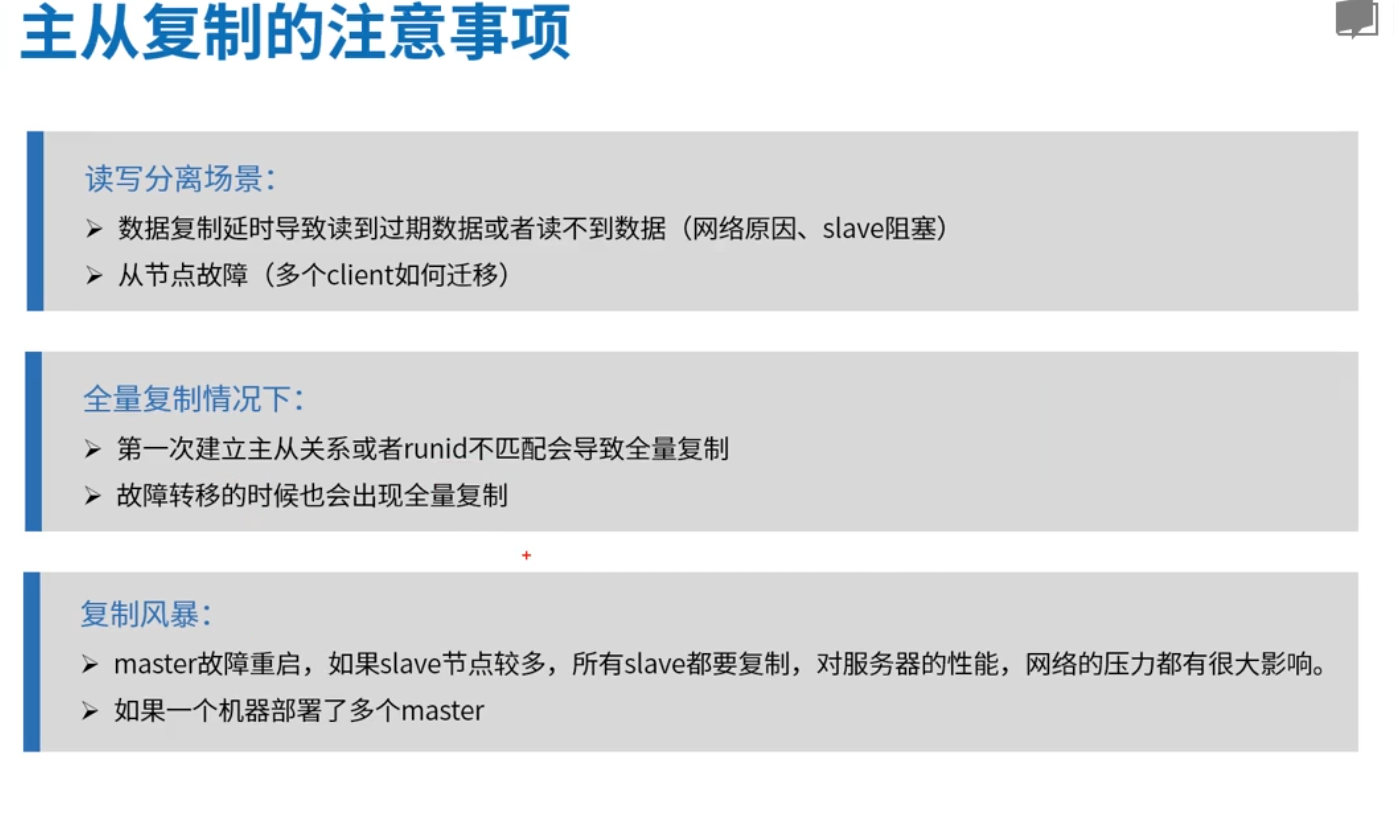 主从复制的注意事项
读写分离场景：
➢ 数据复制延时导致读到过期数据或者读不到数据（网络原因、slave阻塞）
➢ 从节点故障（多个client如何迁移）
全量复制情况下：
➢ 第一次建立主从关系或者runid不匹配会导致全量复制
➢ 故障转移的时候也会出现全量复制
复制风暴：
➢ master故障重启，如果slave节点较多，所有slave都要复制，对服务器的性能，网络的压力都有很大影响。
➢ 如果一个机器部署了多个master